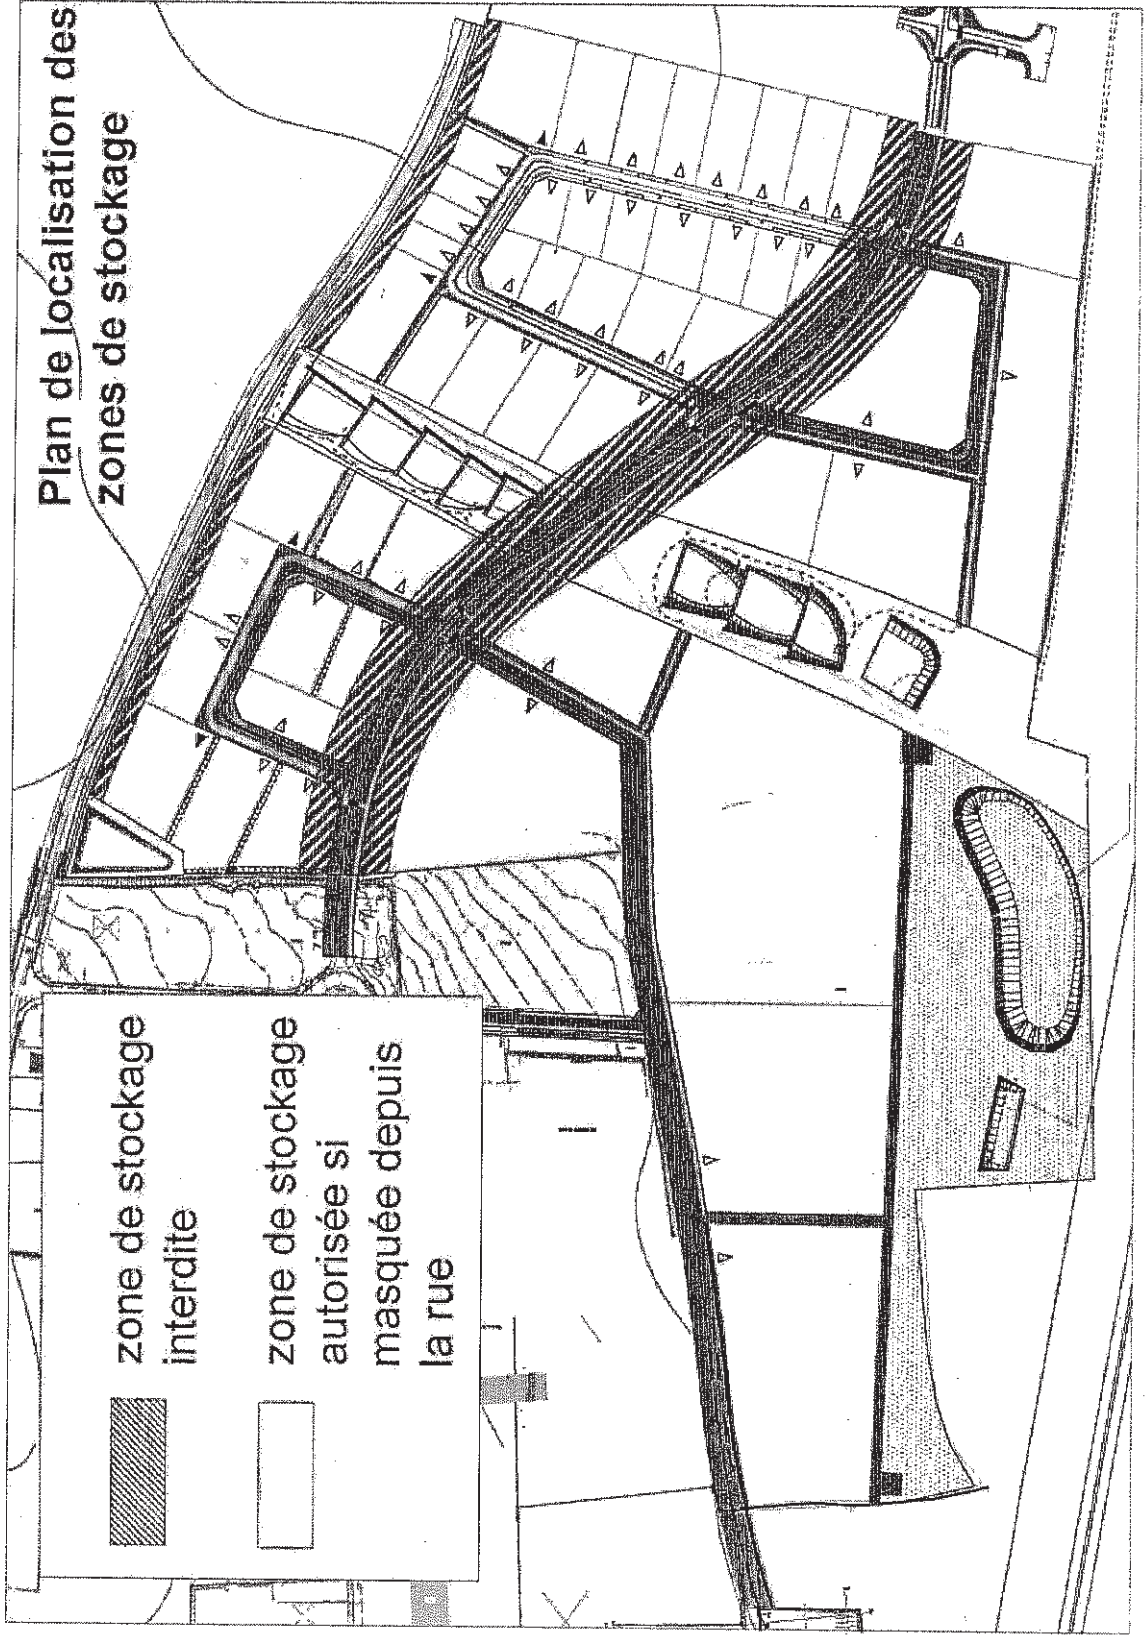 Plan de localisation des
zones de stockage
zone de stockage
interdite
zone de stockage
autorisée si
masquée depuis
la rue